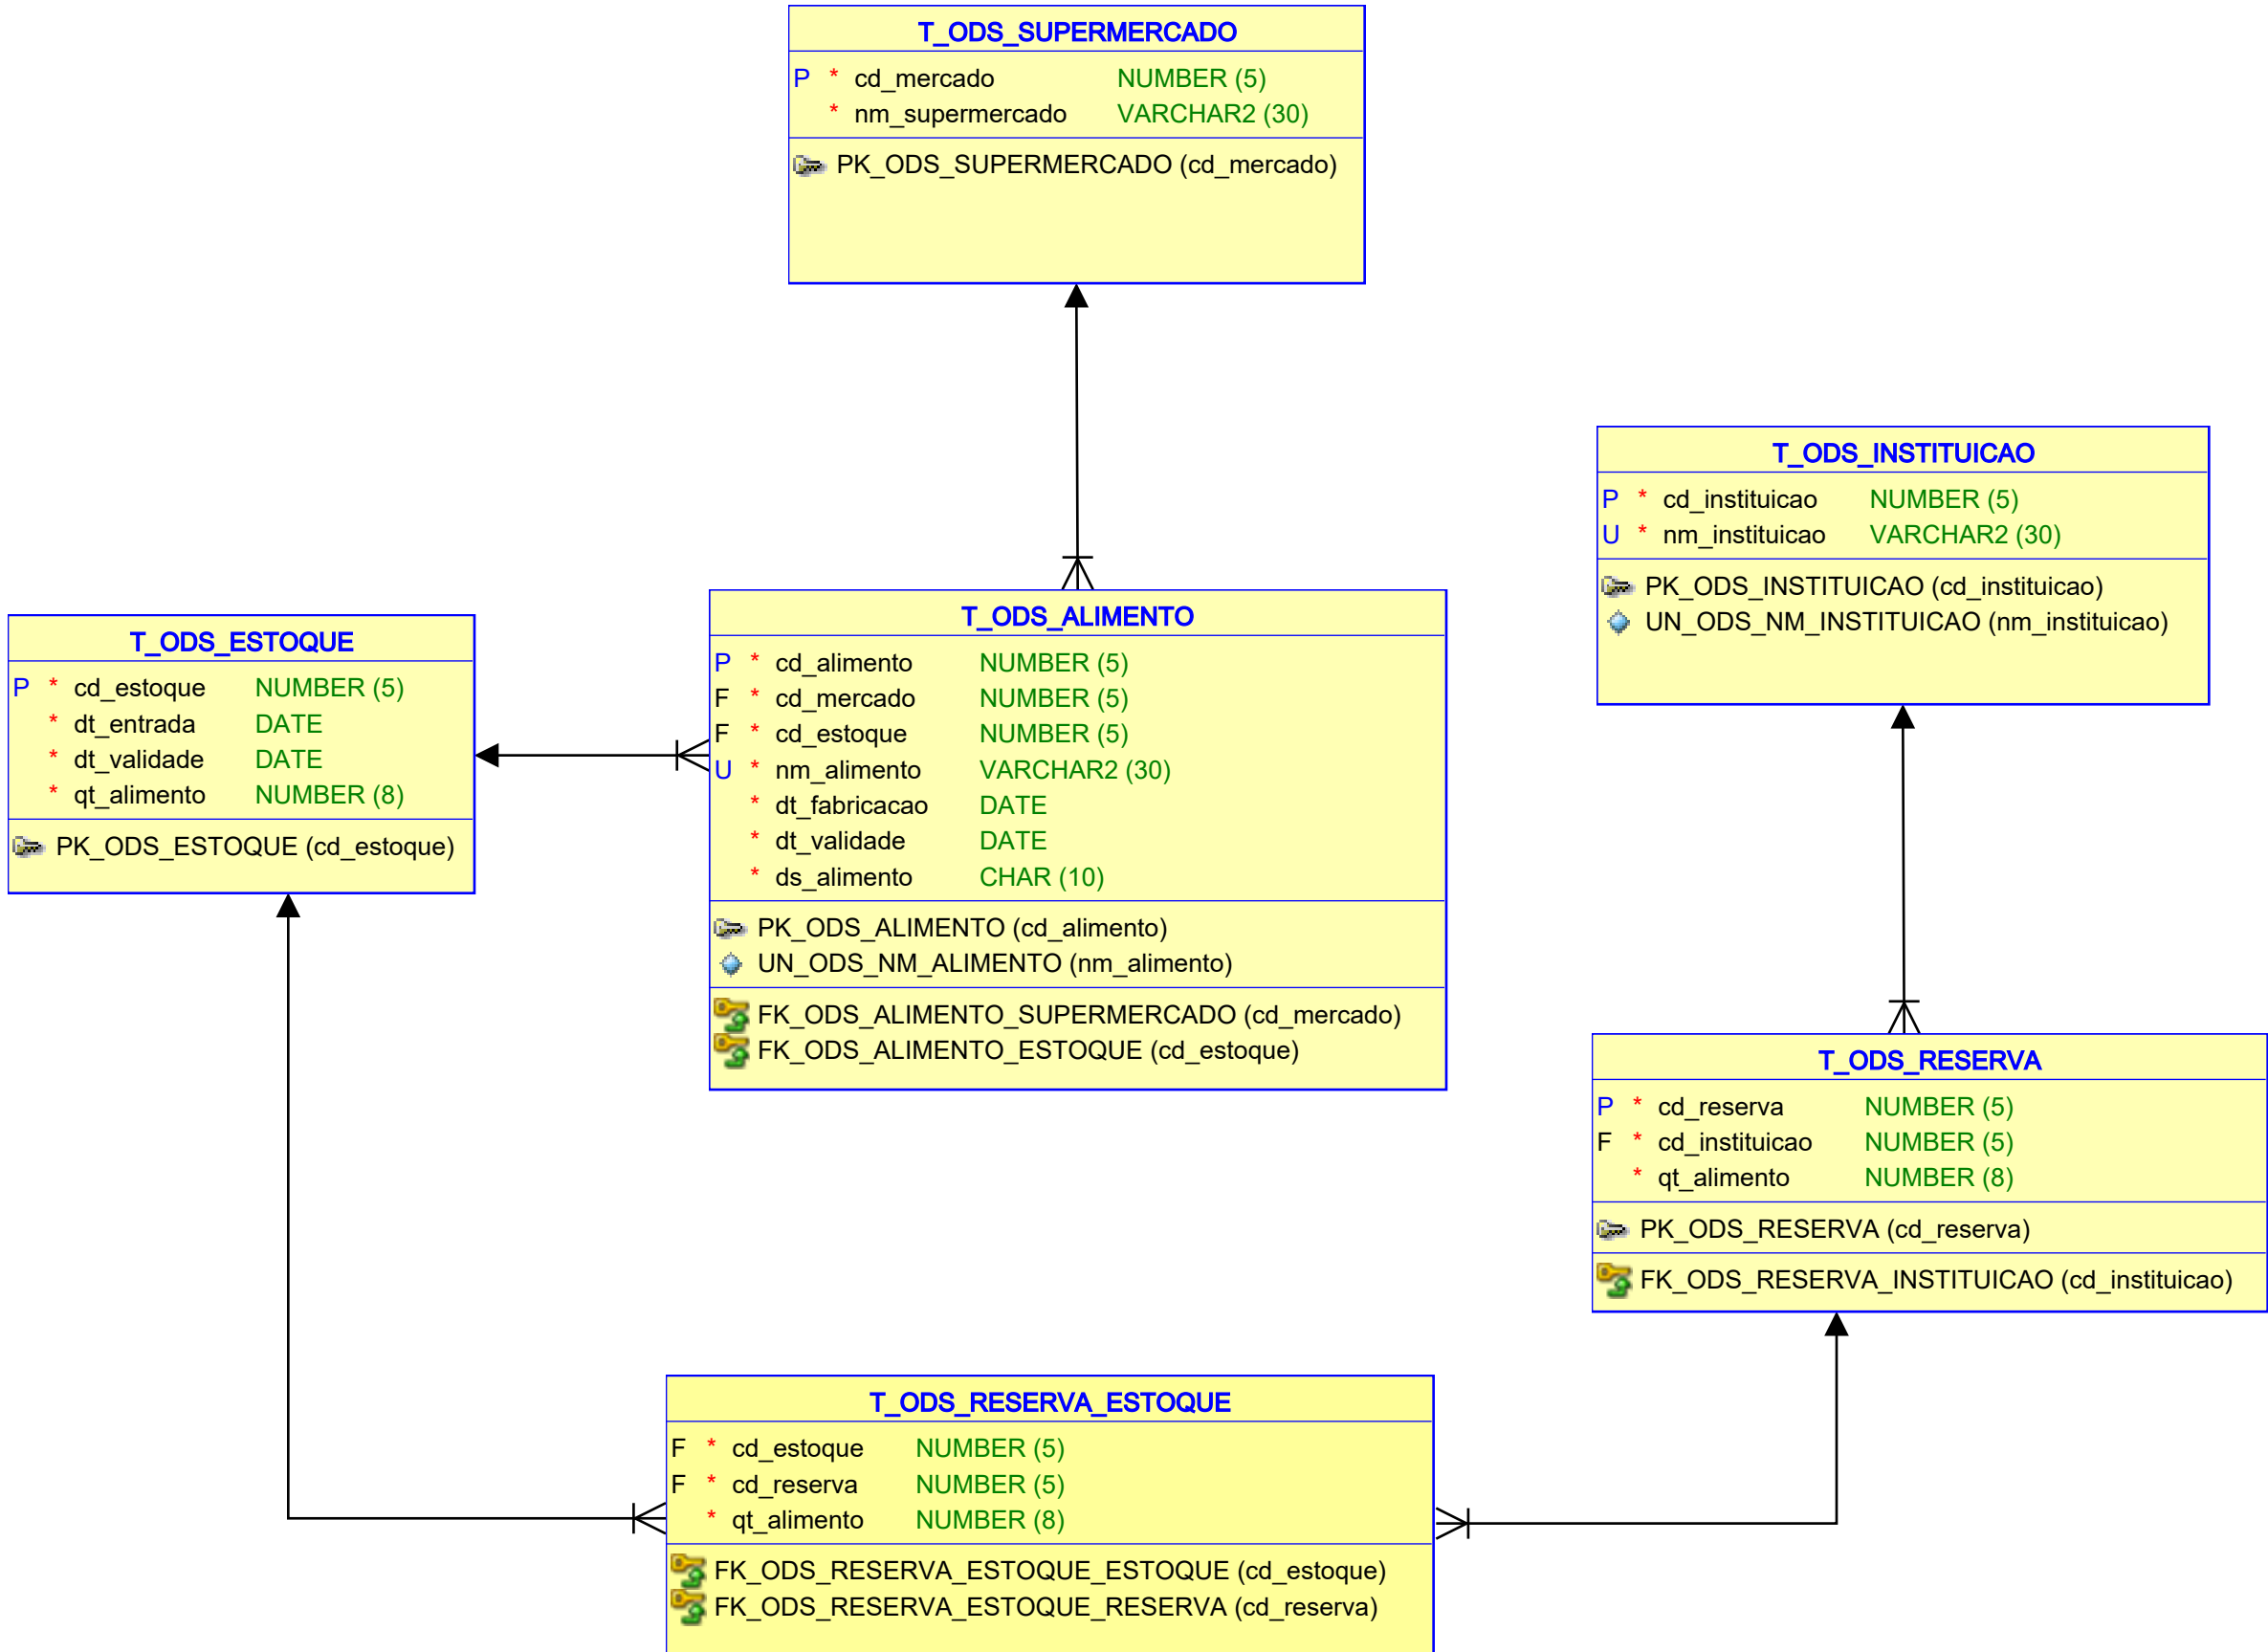 T_ODS_SUPERMERCADO
P * cd_mercado NUMBER (5)
* nm_supermercado VARCHAR2 (30)
PK_ODS_SUPERMERCADO (cd_mercado)
T_ODS_INSTITUICAO
P * cd_instituicao NUMBER (5)
U * nm_instituicao VARCHAR2 (30)
PK_ODS_INSTITUICAO (cd_instituicao)
UN_ODS_NM_INSTITUICAO (nm_instituicao)
T_ODS_ESTOQUE
P * cd_estoque NUMBER (5)
* dt_entrada DATE
* dt_validade DATE
* qt_alimento NUMBER (8)
PK_ODS_ESTOQUE (cd_estoque)
T_ODS_ALIMENTO
P * cd_alimento NUMBER (5)
F * cd_mercado NUMBER (5)
F * cd_estoque NUMBER (5)
U * nm_alimento VARCHAR2 (30)
* dt_fabricacao DATE
* dt_validade DATE
* ds_alimento CHAR (10)
PK_ODS_ALIMENTO (cd_alimento)
UN_ODS_NM_ALIMENTO (nm_alimento)
FK_ODS_ALIMENTO_SUPERMERCADO (cd_mercado)
FK_ODS_ALIMENTO_ESTOQUE (cd_estoque)
T_ODS_RESERVA
P * cd_reserva NUMBER (5)
F * cd_instituicao NUMBER (5)
* qt_alimento NUMBER (8)
PK_ODS_RESERVA (cd_reserva)
FK_ODS_RESERVA_INSTITUICAO (cd_instituicao)
T_ODS_RESERVA_ESTOQUE
F * cd_estoque NUMBER (5)
F * cd_reserva NUMBER (5)
* qt_alimento NUMBER (8)
FK_ODS_RESERVA_ESTOQUE_ESTOQUE (cd_estoque)
FK_ODS_RESERVA_ESTOQUE_RESERVA (cd_reserva)